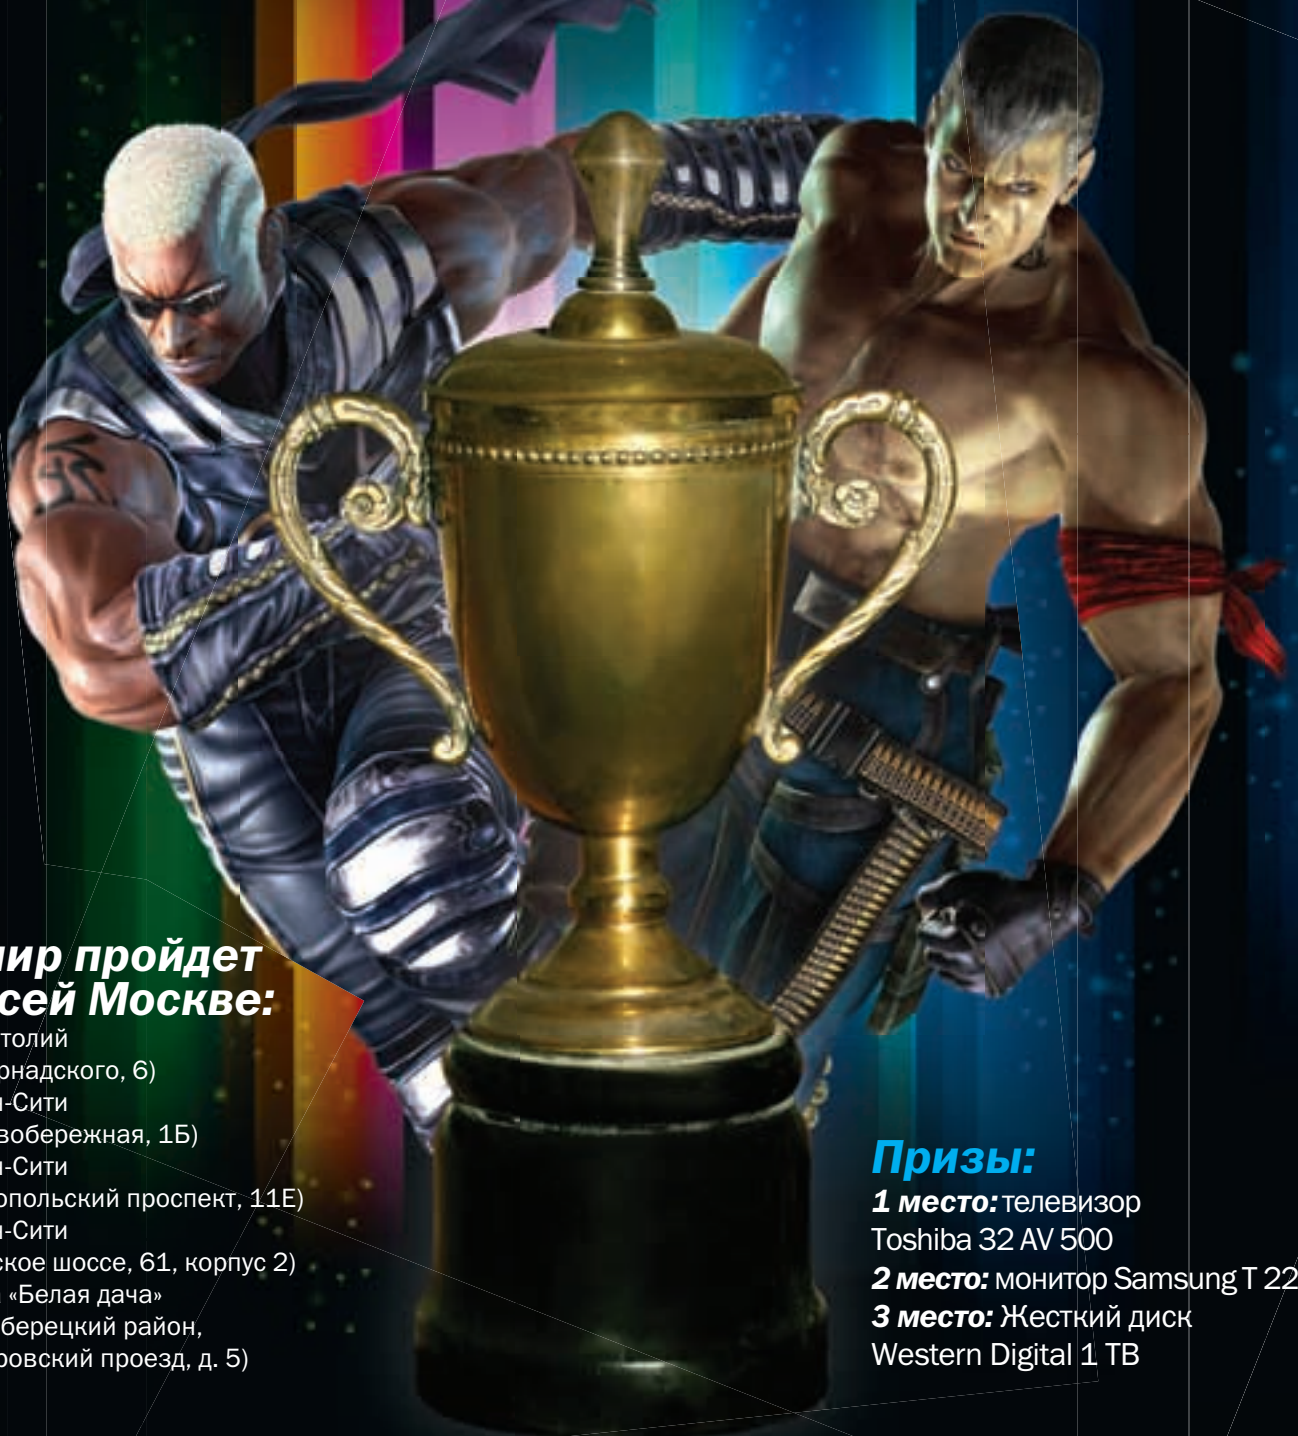 нир пройдет
сей Москве:
толий
рнадского, 6)
и-Сити
вобережная, 1Б)
и-Сити
опольский проспект, 11Е)
и-Сити
ское шоссе, 61, корпус 2)
«Белая дача»
берецкий район,
ровский проезд, д. 5)
Призы:
1 место: телевизор
Toshiba 32 AV 500
2 место: монитор Samsung T 22
3 место: Жесткий диск
Western Digital 1 TB